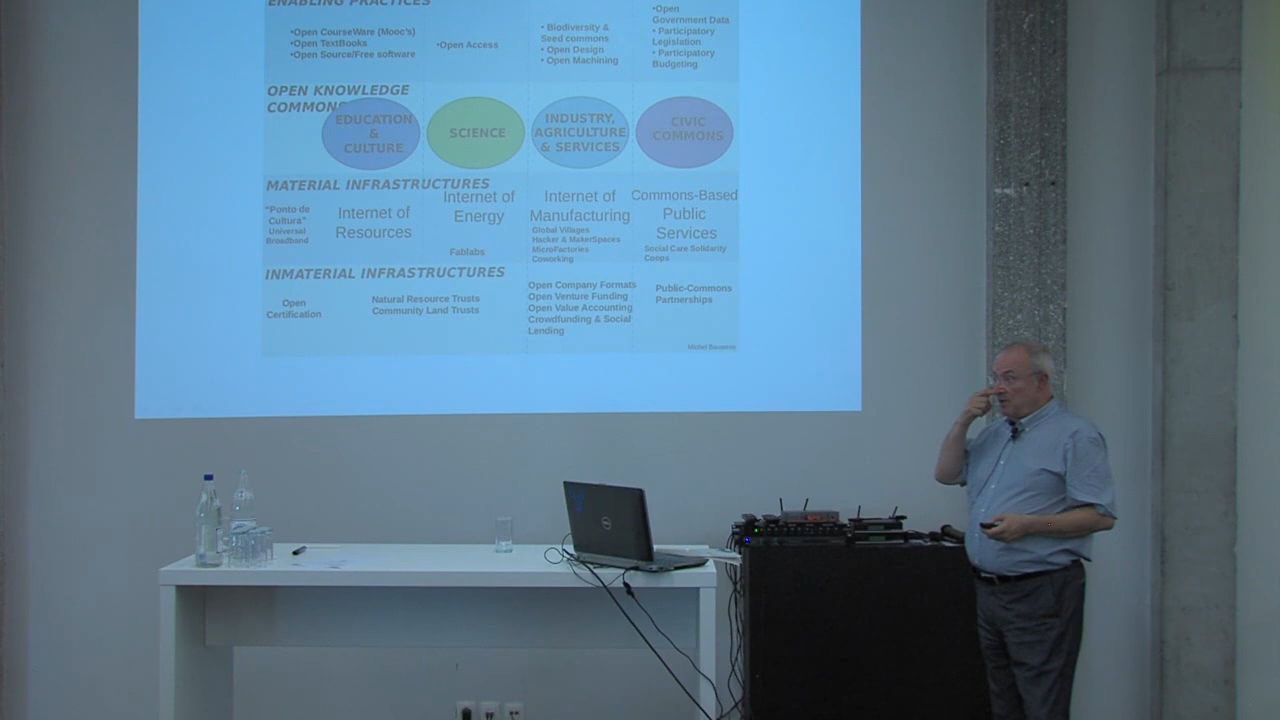 ENABLING PRACTICES
•Open CourseWare (Mooc's)
•Open TextBooks
•Open Source/Free software
•Open Access
• Biodiversity &
Seed commons
• Open Design
• Open Machining
•Open
Government Data
• Participatory
Legislation
• Participatory
Budgeting
OPEN KNOWLEDGE
COMMONS
EDUCATION
&
CULTURE
SCIENCE
INDUSTRY,
AGRICULTURE
& SERVICES
CIVIC
COMMONS
MATERIAL INFRASTRUCTURES
"Ponto de
Cultura"
Universal
Broadband
Internet of
Resources
Internet of
Energy
Fablabs
Internet of
Manufacturing
Global Villages
Hacker & MakerSpaces
MicroFactories
Coworking
Commons-Based
Public
Services
Social Care Solidarity
Coops
INMATERIAL INFRASTRUCTURES
Open
Certification
Natural Resource Trusts
Community Land Trusts
Open Company Formats
Open Venture Funding
Open Value Accounting
Crowdfunding & Social
Lending
Public-Commons
Partnerships
Michel Bauwens
DELL